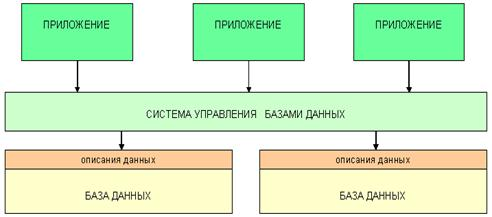 ПРИЛОЖЕНИЕ ПРИЛОЖЕНИЕ ПРИЛОЖЕНИЕ
СИСТЕМА УПРАВЛЕНИЯ БАЗАМИ ДАННЫХ
описания данных описания данных
БАЗА ДАННЫХ БАЗА ДАННЫХ